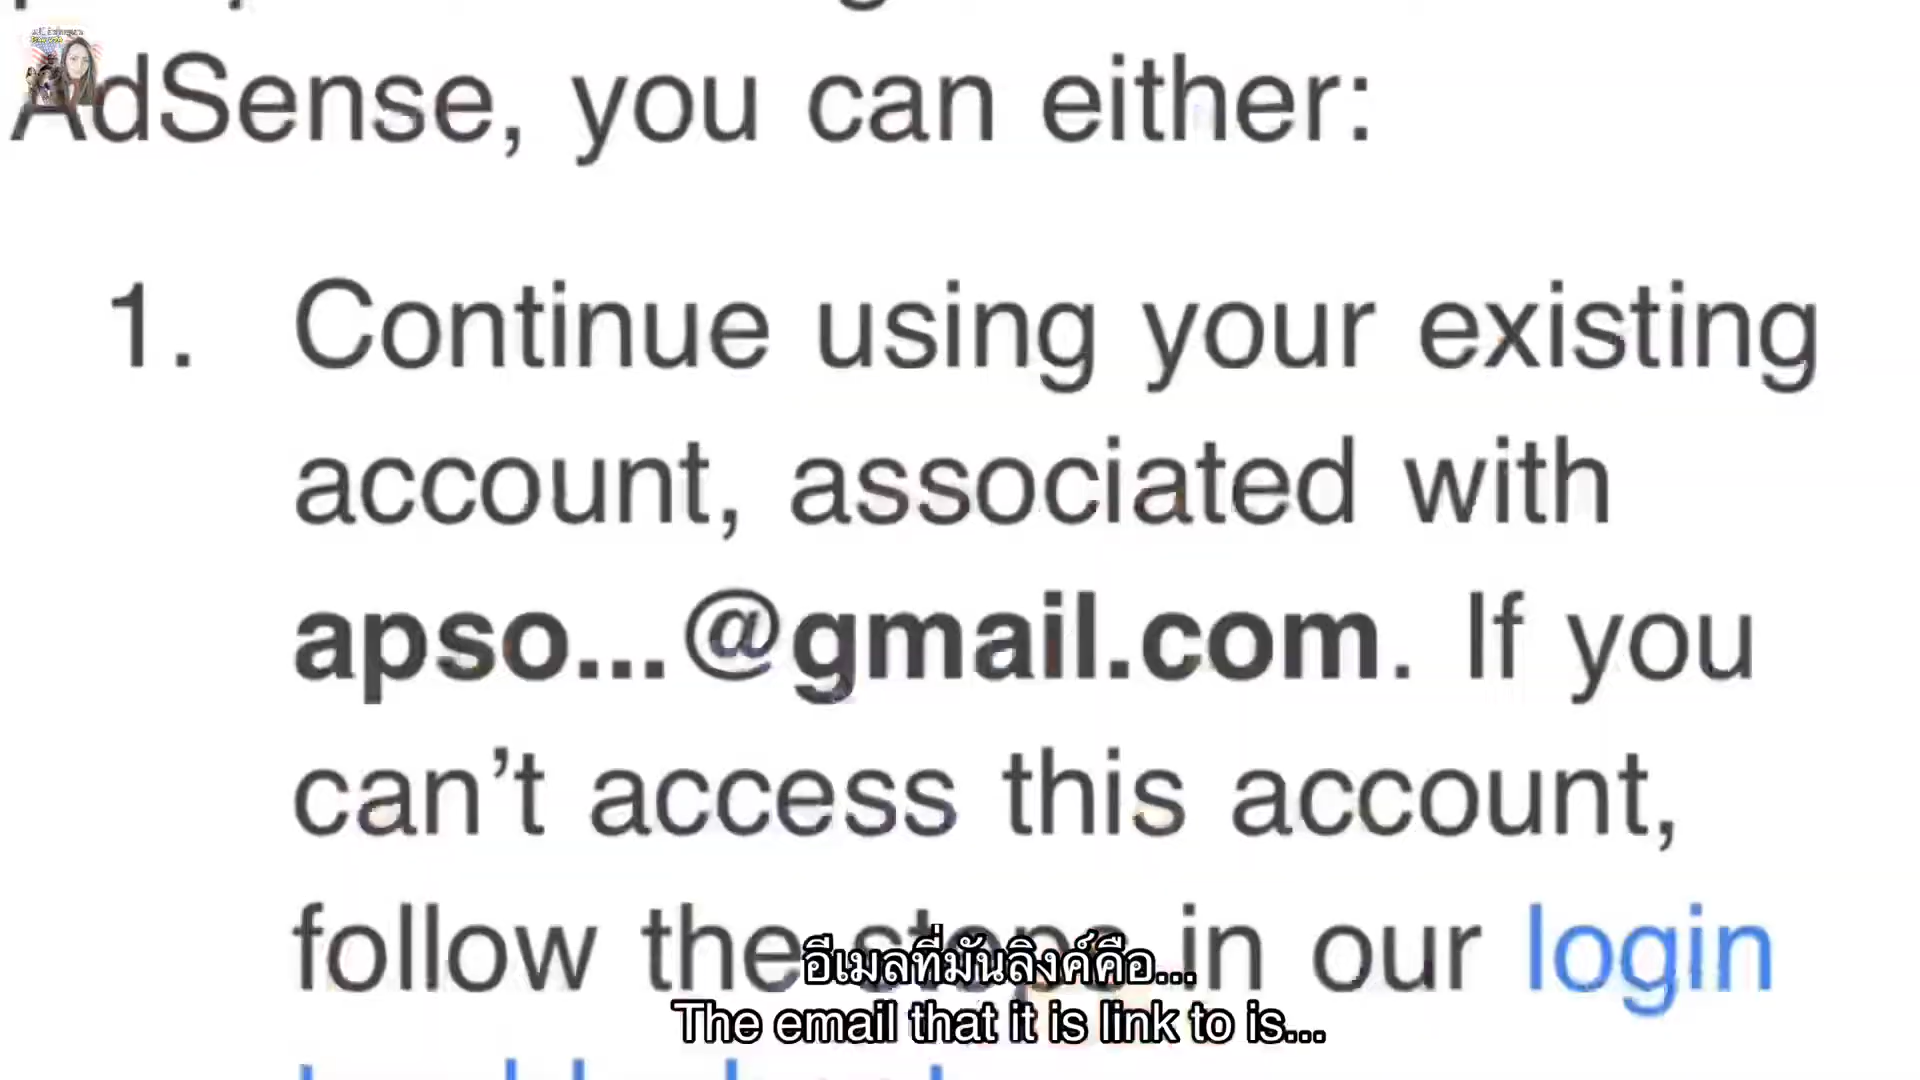 AdSense, you can either:
1. Continue using your existing
account, associated with
apso...@gmail.com. If you
can't access this account,
follow the steps in our login
อีเมลที่มันลิงค์คือ...
The email that it is link to is...